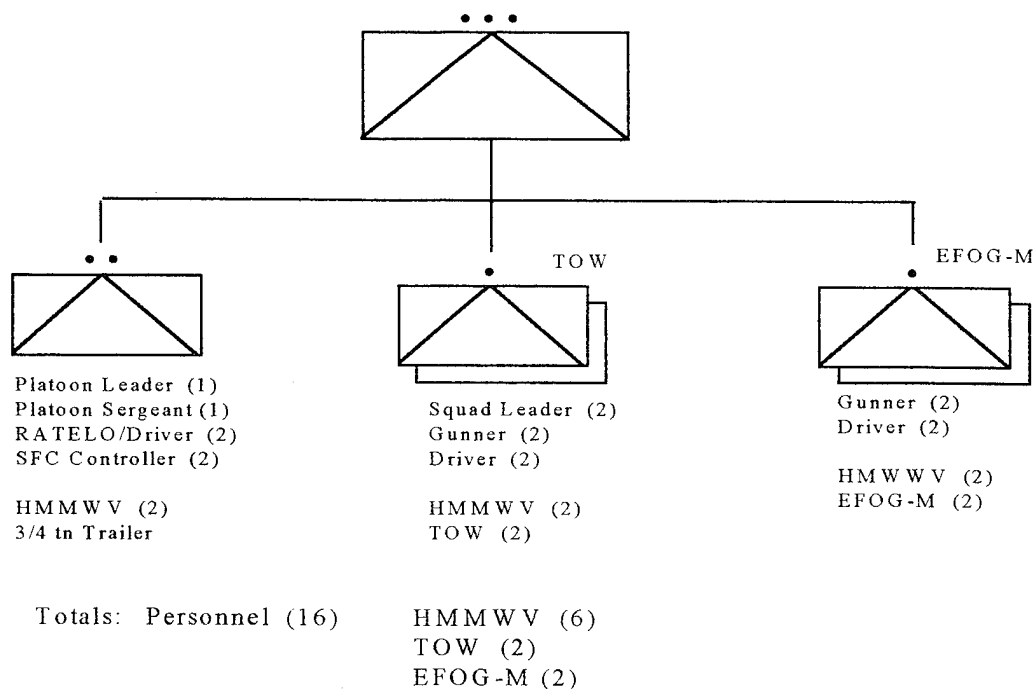 TOW
EFOG-M
Platoon Leader (1)
Platoon Sergeant (1)
RATELO/Driver (2)
SFC Controller (2)
HMMWV (2)
3/4 tn Trailer
Squad Leader (2)
Gunner (2)
Driver (2)
HMMWV (2)
TOW (2)
Gunner (2)
Driver (2)
HMWWV (2)
EFOG-M (2)
Totals: Personnel (16) HMMWV (6)
TOW (2)
EFOG-M (2)